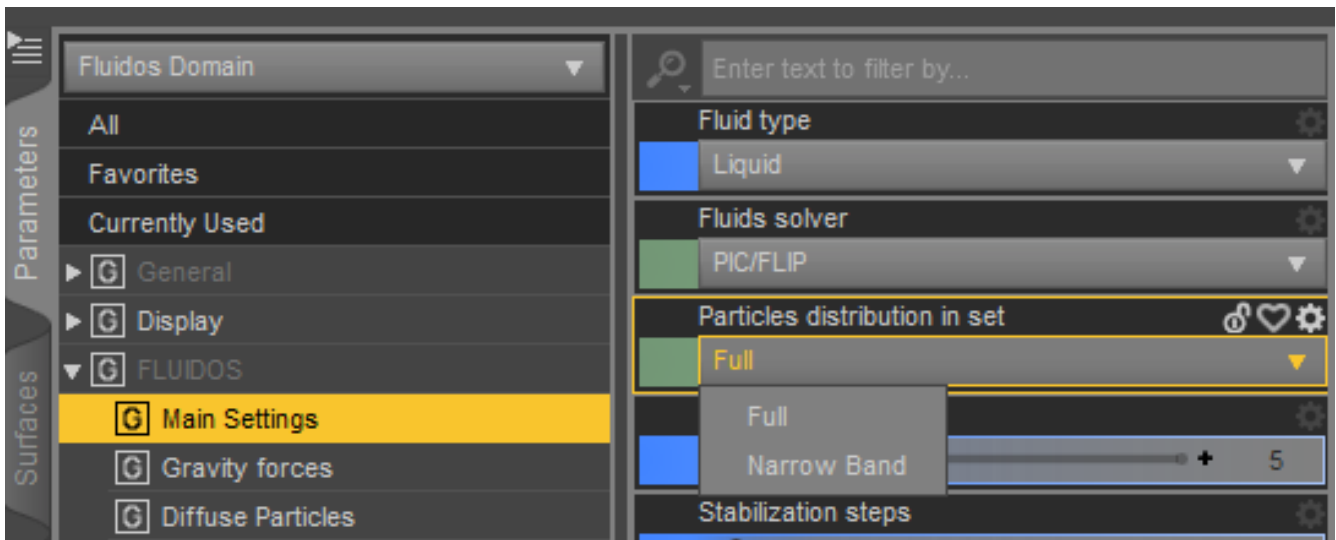 Parameters
Surfaces
Fluidos Domain
All
Favorites
Currently Used
G General
G Display
G FLUIDOS
G Main Settings
G Gravity forces
G Diffuse Particles
Enter text to filter by...
Fluid type
Liquid
Fluids solver
PIC/FLIP
Particles distribution in set
Full
Full
Narrow Band
5
Stabilization steps